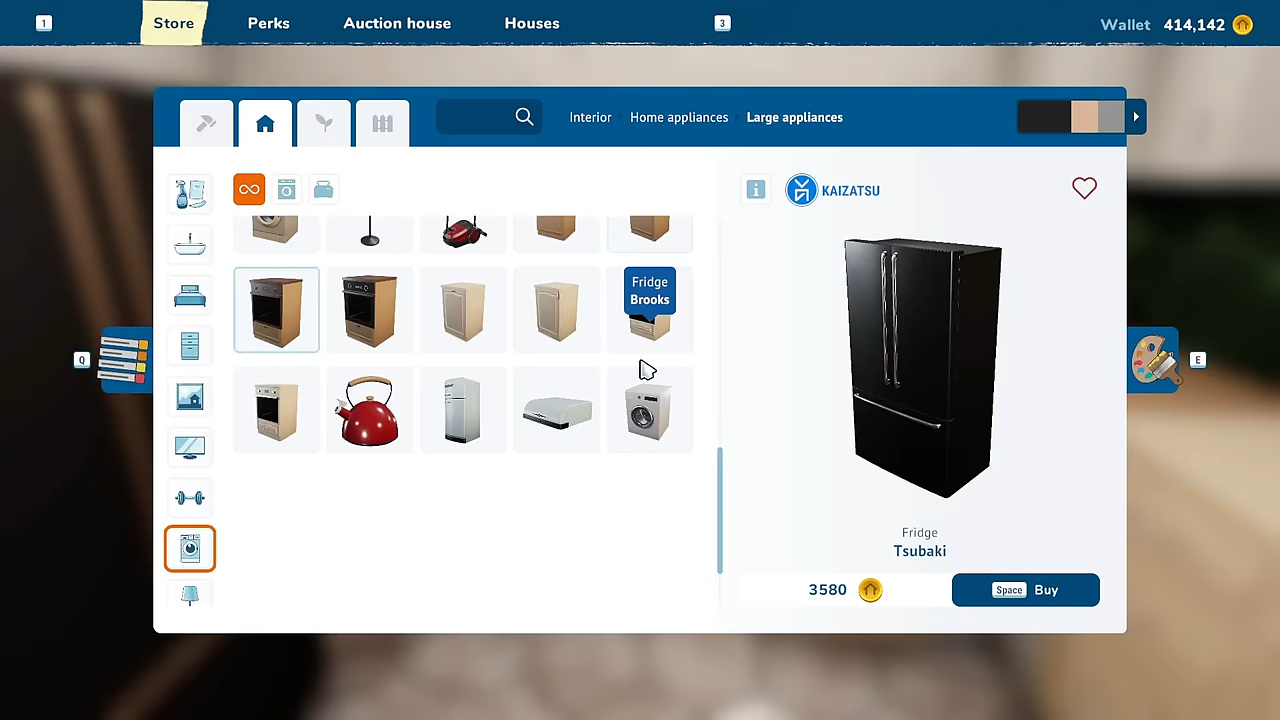 1
Store
Perks
Auction house
Houses
3
Wallet 414,142
Interior
Home appliances
Large appliances
KAIZATSU
Fridge
Brooks
Q
E
Fridge
Tsubaki
3580
Space Buy